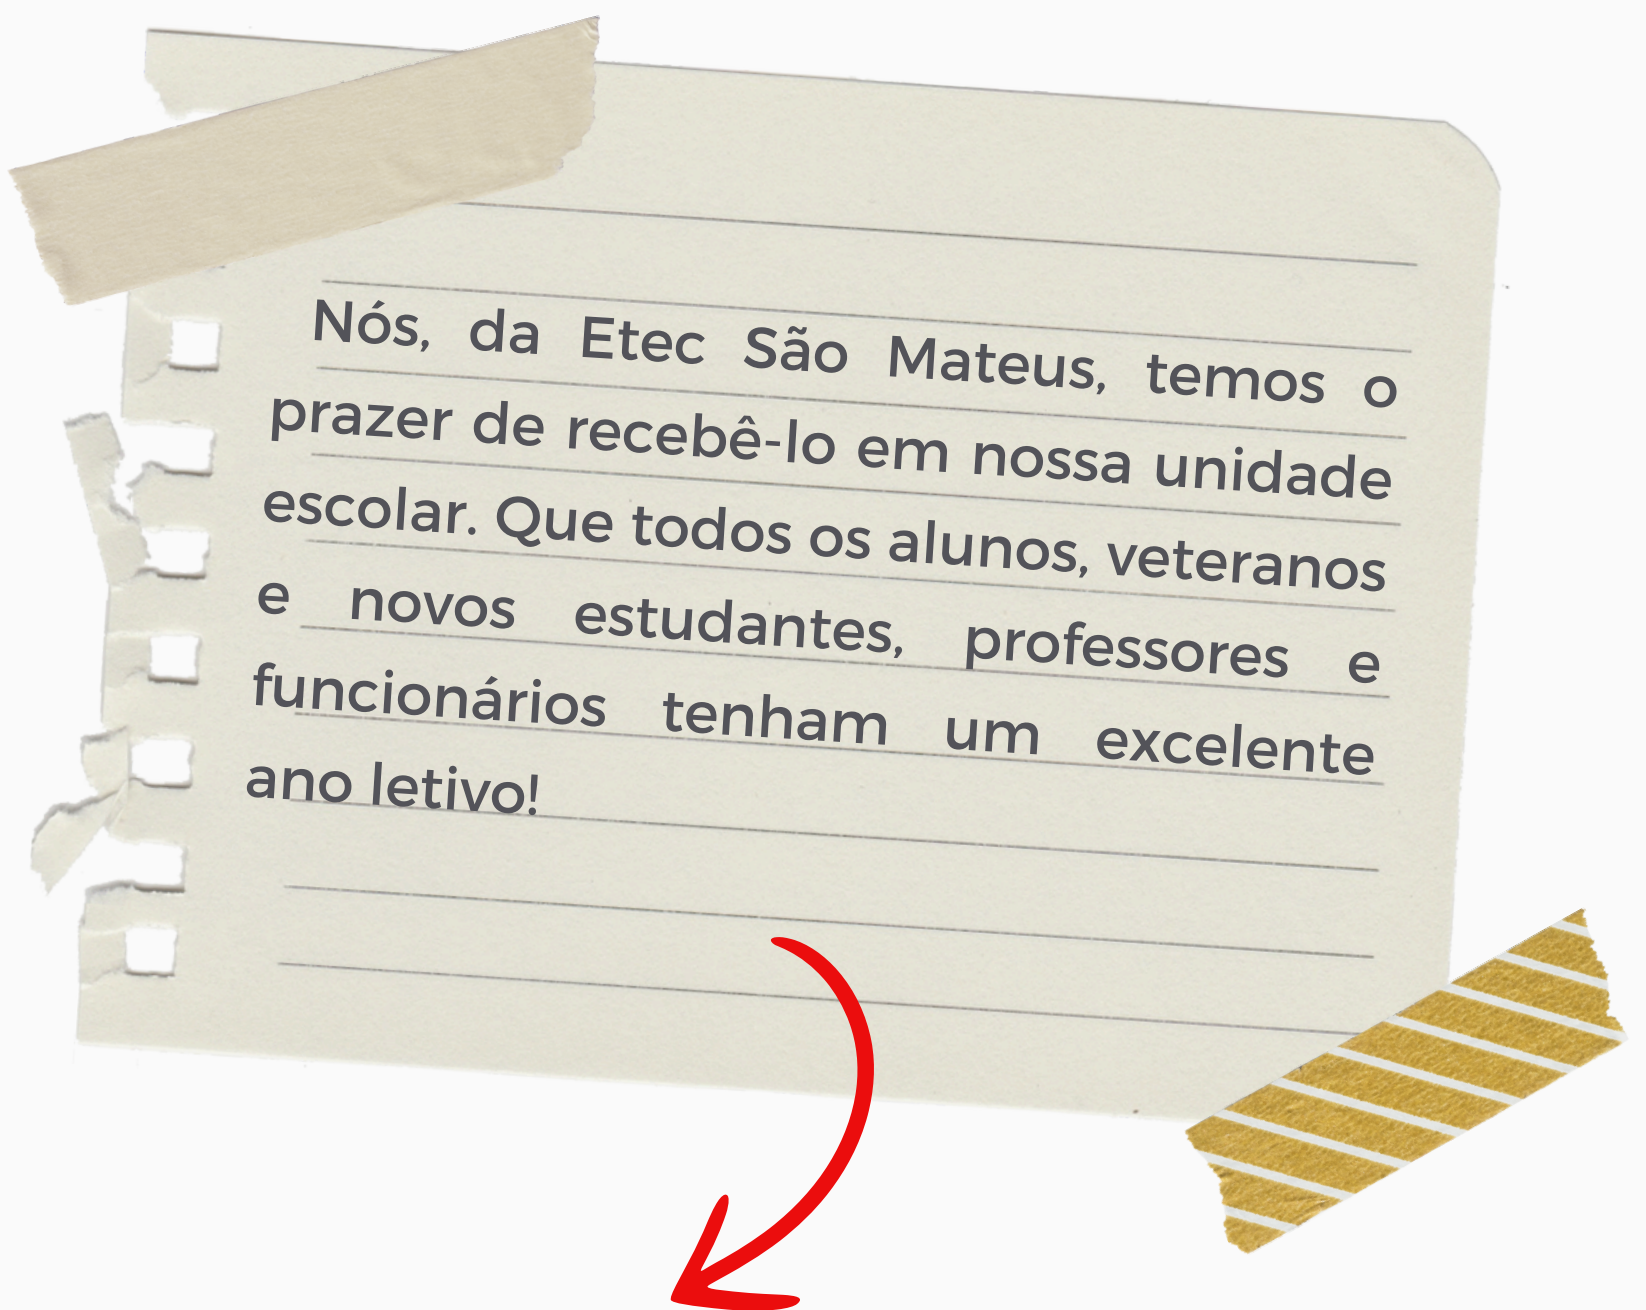 Nós, da Etec São Mateus, temos o
prazer de recebê-lo em nossa unidade
escolar. Que todos os alunos, veteranos
e novos estudantes, professores e
funcionários tenham um excelente
ano letivo!